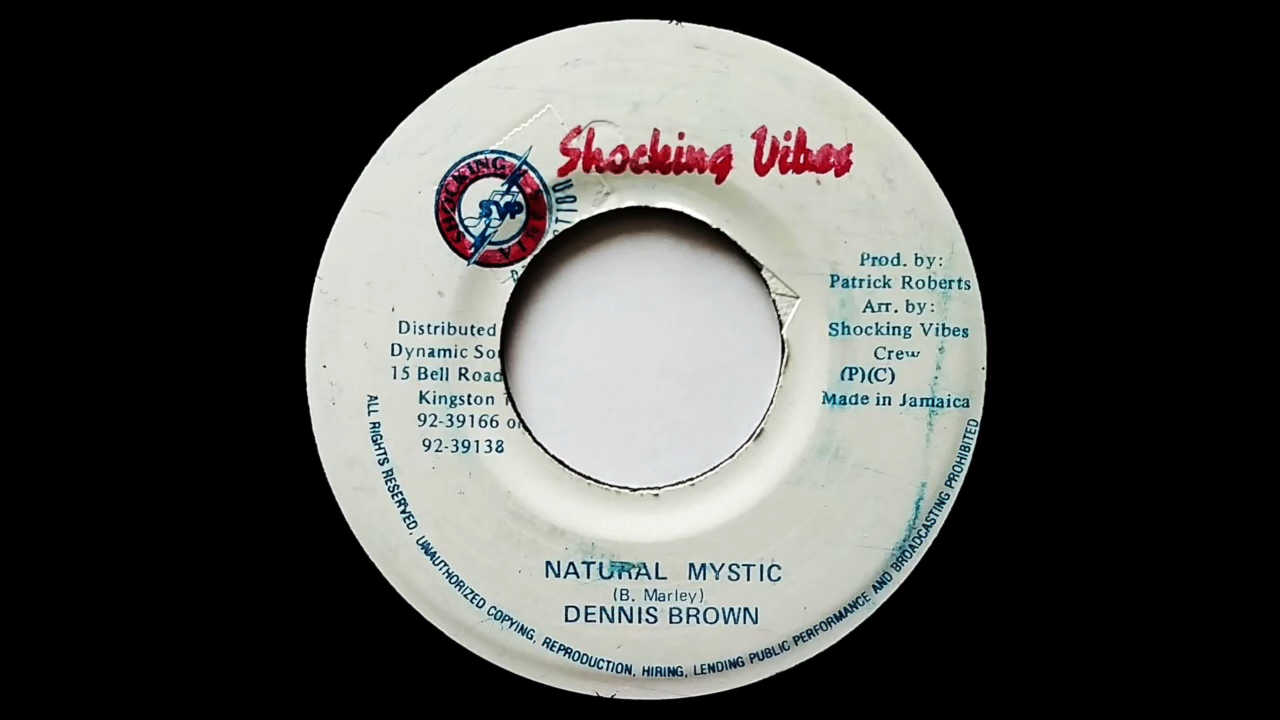 Shocking Vibes
SHOCKING
SVP
Prod. by:
Patrick Roberts
Arr. by:
Shocking Vibes
Crew
(P)(C)
Made in Jamaica
Distributed
Dynamic
15 Bell Road
Kingston
92-39166
92-39138
NATURAL MYSTIC
(B. Marley)
DENNIS BROWN
ALL RIGHTS RESERVED, UNAUTHORIZED COPYING, REPRODUCTION, HIRING, LENDING PUBLIC PERFORMANCE AND BROADCASTING PROHIBITED